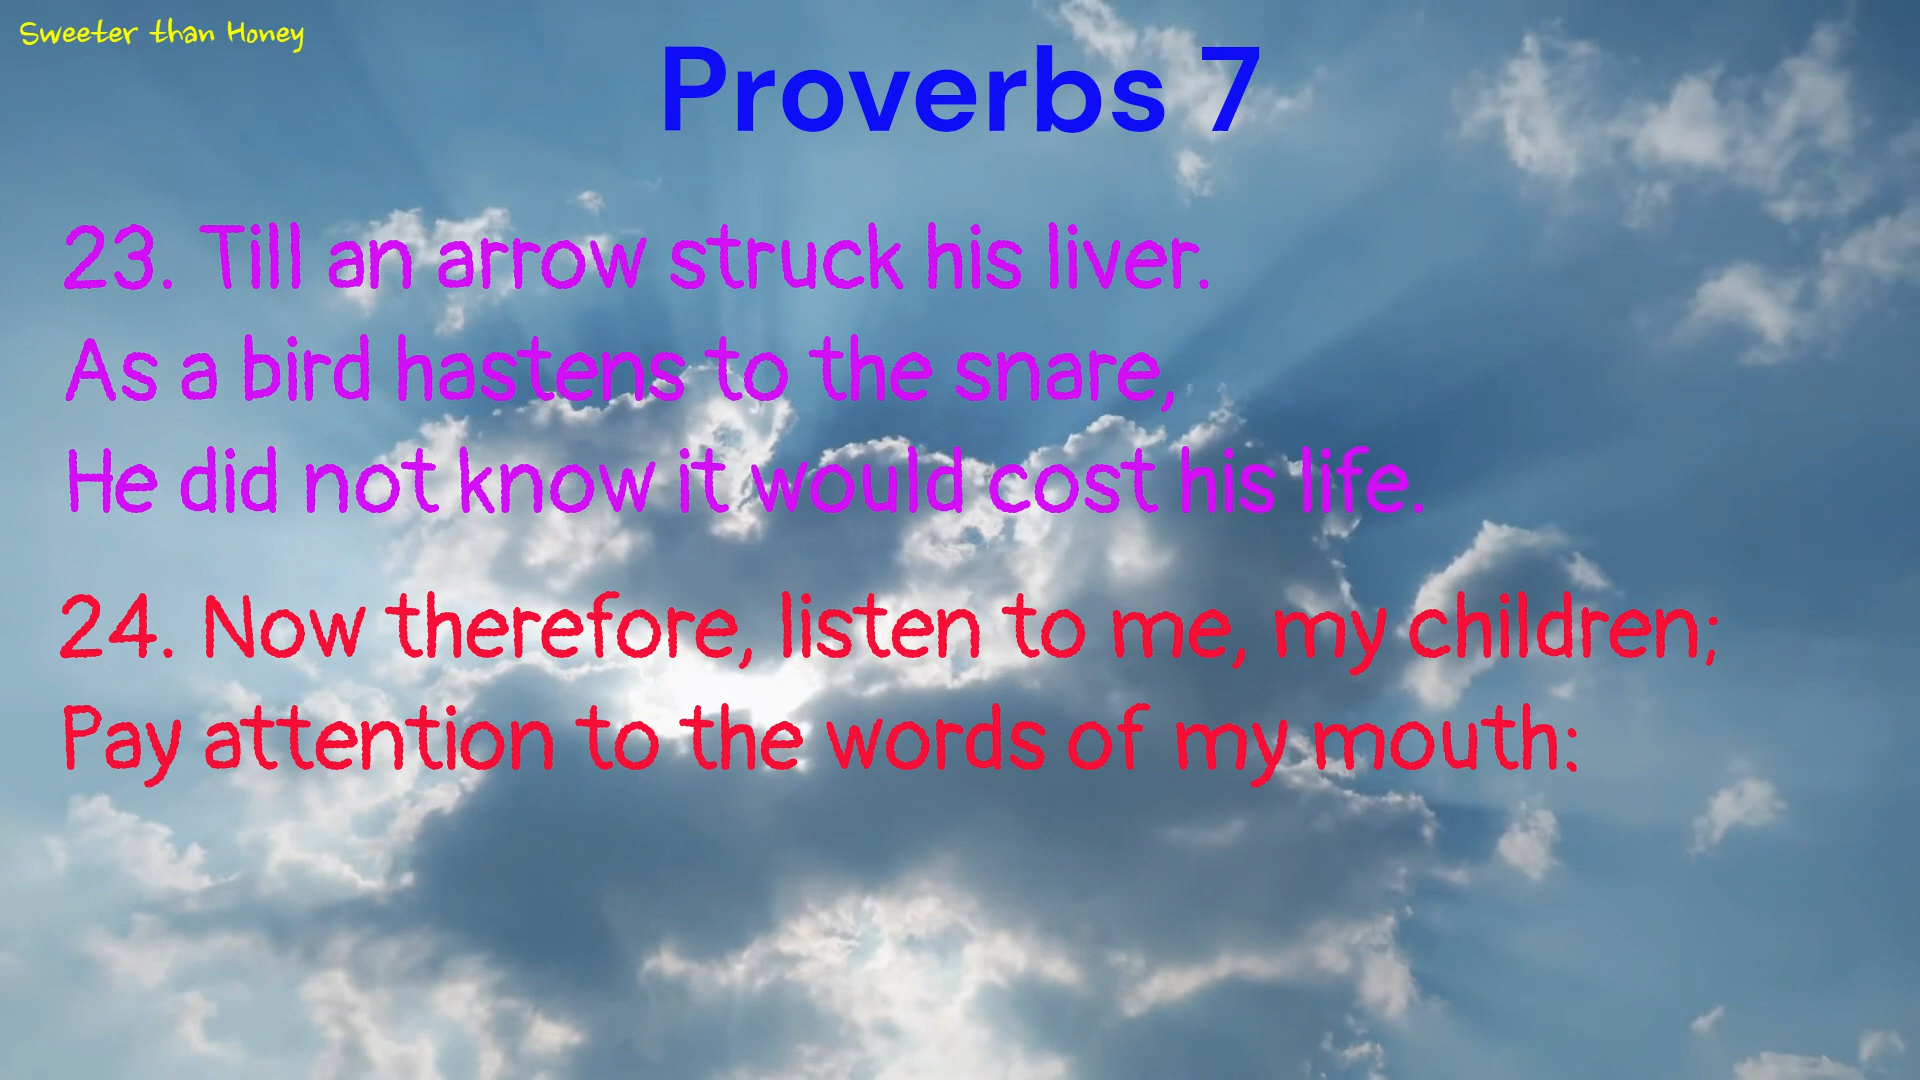 Sweeter than Honey
Proverbs 7
23. Till an arrow struck his liver.
As a bird hastens to the snare,
He did not know it would cost his life.
24. Now therefore, listen to me, my children;
Pay attention to the words of my mouth: